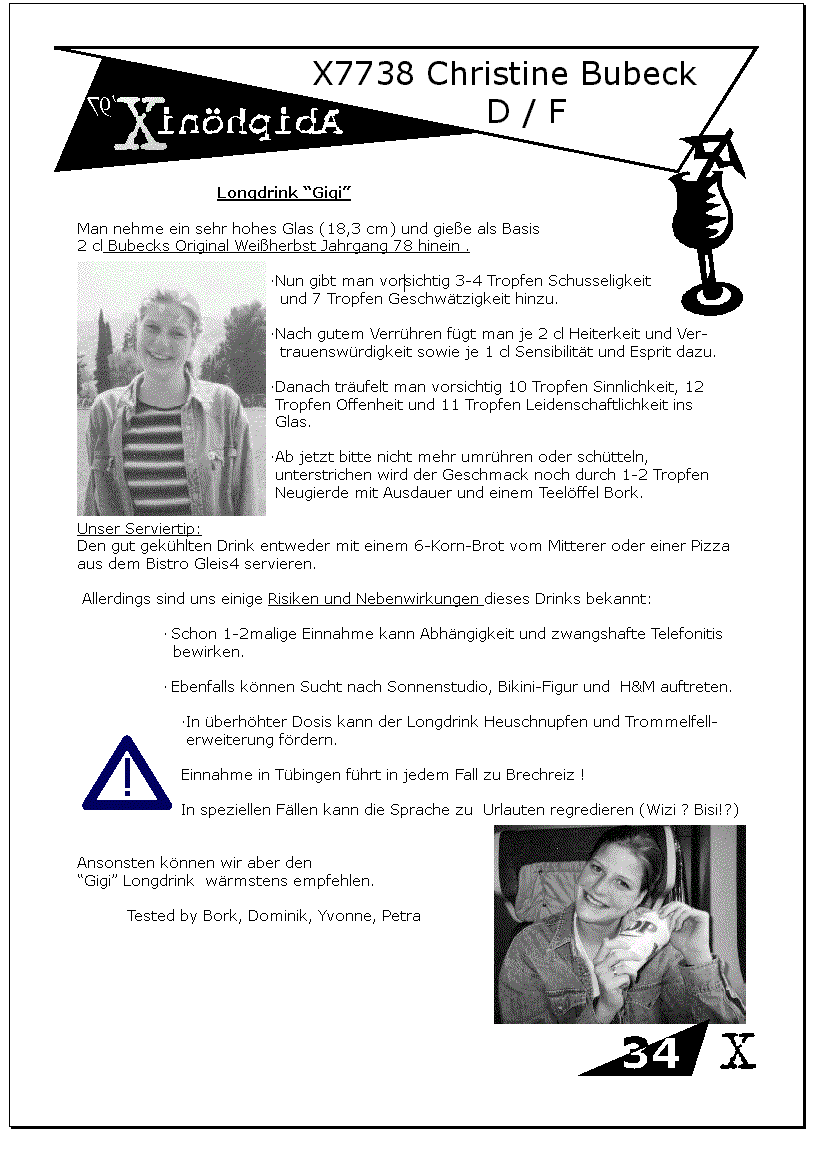 X7738 Christine Bubeck
D / F
AbiphöniX '97
Longdrink “Gigi”
Man nehme ein sehr hohes Glas (18,3 cm) und gieße als Basis
2 cl Bubecks Original Weißherbst Jahrgang 78 hinein .
·Nun gibt man vorsichtig 3-4 Tropfen Schusseligkeit
und 7 Tropfen Geschwätzigkeit hinzu.
·Nach gutem Verrühren fügt man je 2 cl Heiterkeit und Ver-
trauenswürdigkeit sowie je 1 cl Sensibilität und Esprit dazu.
·Danach träufelt man vorsichtig 10 Tropfen Sinnlichkeit, 12
Tropfen Offenheit und 11 Tropfen Leidenschaftlichkeit ins
Glas.
·Ab jetzt bitte nicht mehr umrühren oder schütteln,
unterstrichen wird der Geschmack noch durch 1-2 Tropfen
Neugierde mit Ausdauer und einem Teelöffel Bork.
Unser Serviertip:
Den gut gekühlten Drink entweder mit einem 6-Korn-Brot vom Mitterer oder einer Pizza
aus dem Bistro Gleis4 servieren.
Allerdings sind uns einige Risiken und Nebenwirkungen dieses Drinks bekannt:
· Schon 1-2malige Einnahme kann Abhängigkeit und zwangshafte Telefonitis
bewirken.
· Ebenfalls können Sucht nach Sonnenstudio, Bikini-Figur und H&M auftreten.
·In überhöhter Dosis kann der Longdrink Heuschnupfen und Trommelfell-
erweiterung fördern.
Einnahme in Tübingen führt in jedem Fall zu Brechreiz !
In speziellen Fällen kann die Sprache zu Urlauten regredieren (Wizi ? Bisi!?)
Ansonsten können wir aber den
“Gigi” Longdrink wärmstens empfehlen.
Tested by Bork, Dominik, Yvonne, Petra
34 X